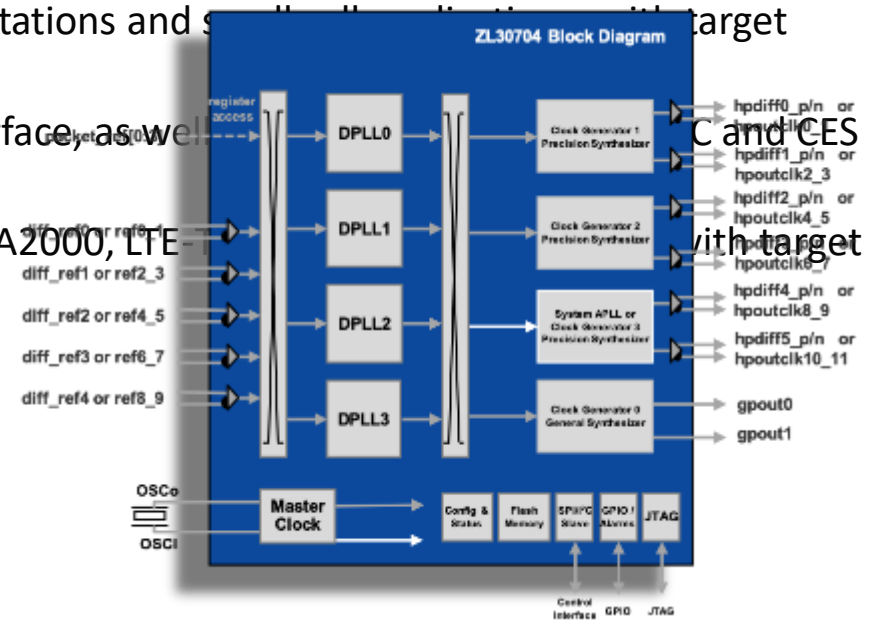 tations and
target
ZL30704 Block Diagram
register
access
face, as
C and CES
DPLL0
Clock Generator 1
Precision Synthesizer
hpdiff0_p/n or
hpdiff1_p/n or
hpoutclk2_3
A2000,
with target
DPLL1
Clock Generator 2
Precision Synthesizer
hpdiff2_p/n or
hpoutclk4_5
hpoutclk6_7
diff_ref1 or ref2_3
diff_ref2 or ref4_5
diff_ref3 or ref6_7
diff_ref4 or ref8_9
DPLL2
System APLL or
Clock Generator 3
Precision Synthesizer
hpdiff4_p/n or
hpoutclk8_9
hpdiff5_p/n or
hpoutclk10_11
DPLL3
Clock Generator 0
General Synthesizer
gpout0
gpout1
OSCo
OSCI
Master
Clock
Config &
Status
Flash
Memory
SPI/I²C
Slave
GPIO /
Alarms
JTAG
Control
Interface
GPIO
JTAG